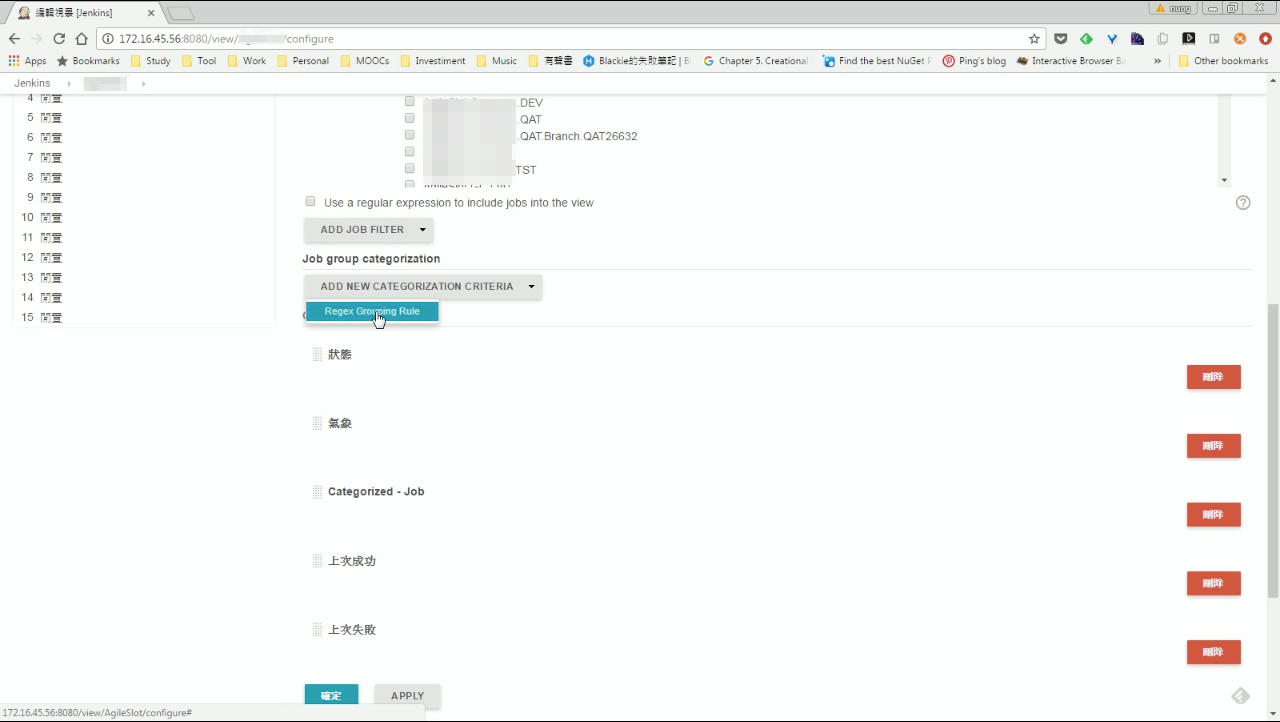 編輯視景 [Jenkins]
nung
172.16.45.56:8080/view/ /configure
Apps Bookmarks Study Tool Work Personal MOOCs Investiment Music 有聲書 Blackie的失敗筆記 | Chapter 5. Creational Find the best NuGet Ping's blog Interactive Browser » Other bookmarks
Jenkins
4 閒置
.DEV
5 閒置
.QAT
6 閒置
.QAT.Branch.QAT26632
7 閒置
8 閒置
TST
9 閒置
Use a regular expression to include jobs into the view
10 閒置
11 閒置
ADD JOB FILTER
12 閒置
Job group categorization
13 閒置
14 閒置
ADD NEW CATEGORIZATION CRITERIA
15 閒置
Regex Grouping Rule
狀態
刪除
氣象
刪除
Categorized - Job
刪除
上次成功
刪除
上次失敗
刪除
確定 APPLY
172.16.45.56:8080/view/AgileSlot/configure#